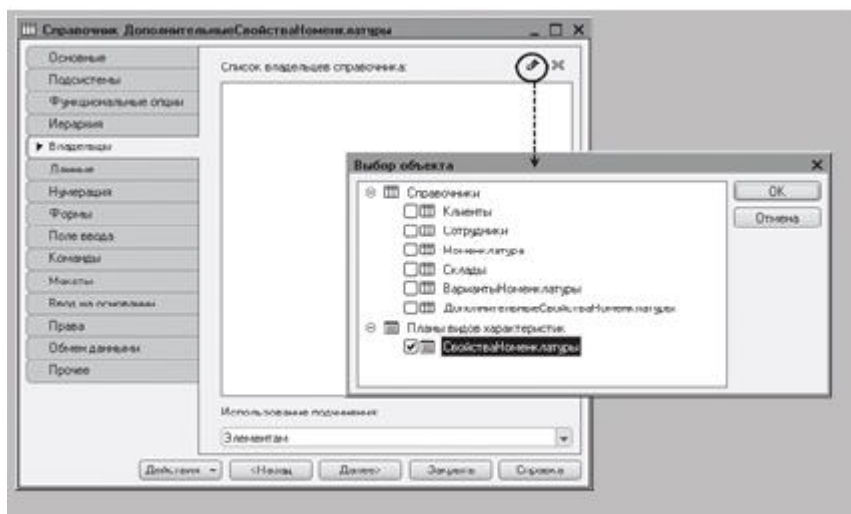 Справочник ДополнительныеСвойстваНоменклатуры
Основные
Подсистемы
Функциональные опции
Иерархия
Владельцы
Данные
Нумерация
Формы
Поле ввода
Команды
Макеты
Ввод на основании
Права
Обмен данными
Прочее
Список владельцев справочника:
Выбор объекта
Справочники
Клиенты
Сотрудники
Номенклатура
Склады
ВариантыНоменклатуры
ДополнительныеСвойстваНоменклатуры
Планы видов характеристик
СвойстваНоменклатуры
OK
Отмена
Использование подчинения:
Элементам
Действия
<Назад
Далее>
Закрыть
Справка